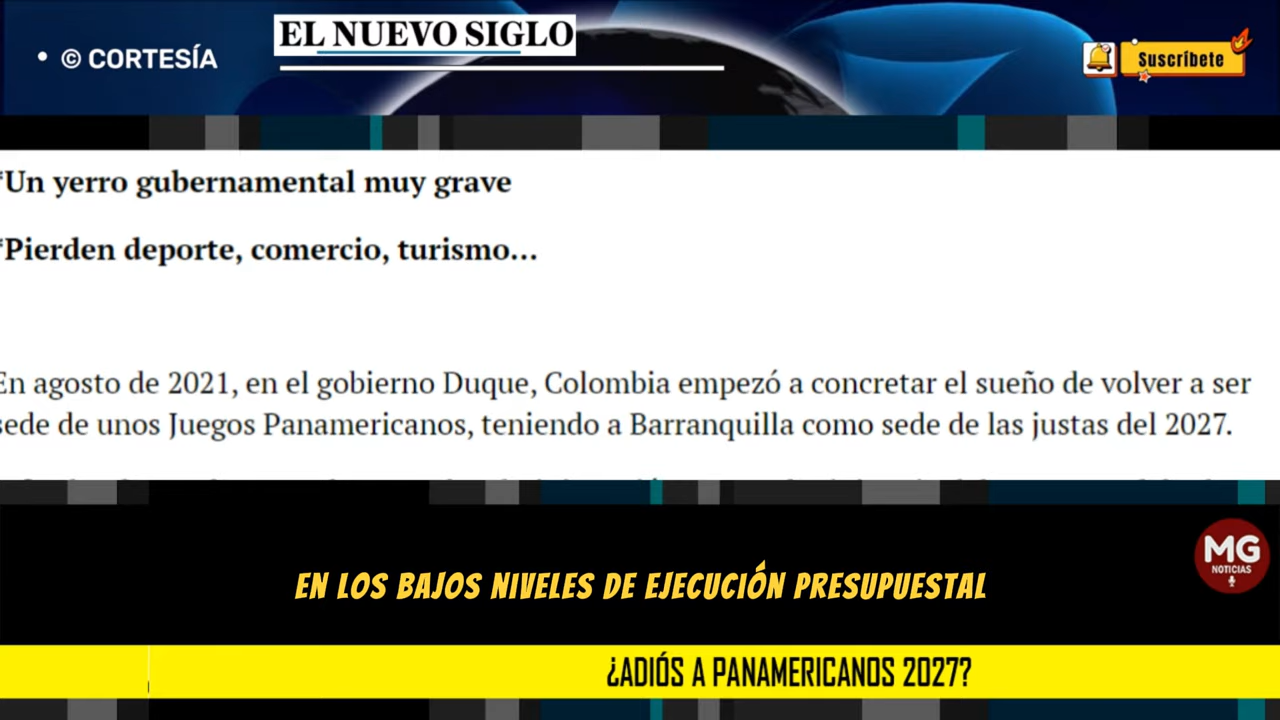 • © CORTESÍA
EL NUEVO SIGLO
Suscríbete
*Un yerro gubernamental muy grave
*Pierden deporte, comercio, turismo...
En agosto de 2021, en el gobierno Duque, Colombia empezó a concretar el sueño de volver a ser
sede de unos Juegos Panamericanos, teniendo a Barranquilla como sede de las justas del 2027.
MG
NOTICIAS
EN LOS BAJOS NIVELES DE EJECUCIÓN PRESUPUESTAL
¿ADIÓS A PANAMERICANOS 2027?